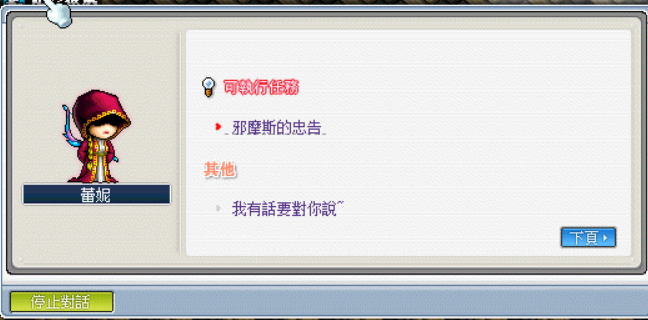 可執行任務
邪摩斯的忠告
其他
我有話要對你說~
蕾妮
下頁
停止對話